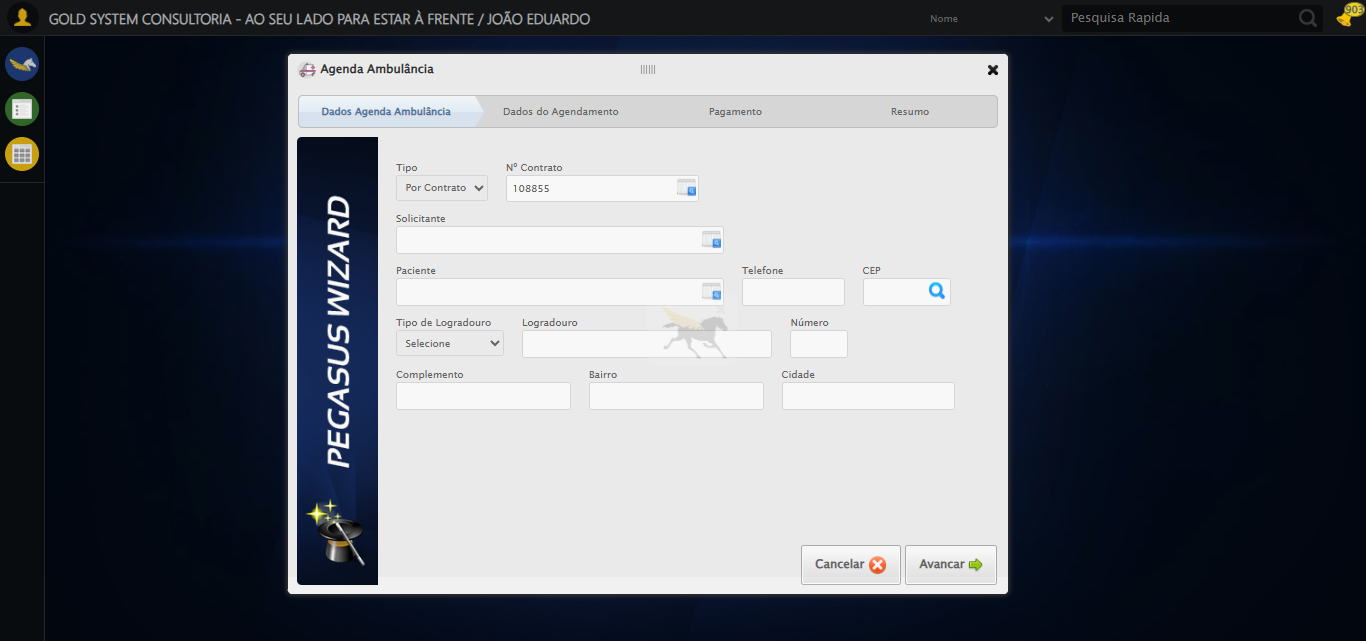 GOLD SYSTEM CONSULTORIA - AO SEU LADO PARA ESTAR À FRENTE / JOÃO EDUARDO
Nome
Pesquisa Rapida
903
Agenda Ambulância
Dados Agenda Ambulância
Dados do Agendamento
Pagamento
Resumo
PEGASUS WIZARD
Tipo
Nº Contrato
Por Contrato
108855
Solicitante
Paciente
Telefone
CEP
Tipo de Logradouro
Logradouro
Número
Selecione
Complemento
Bairro
Cidade
Cancelar
Avancar